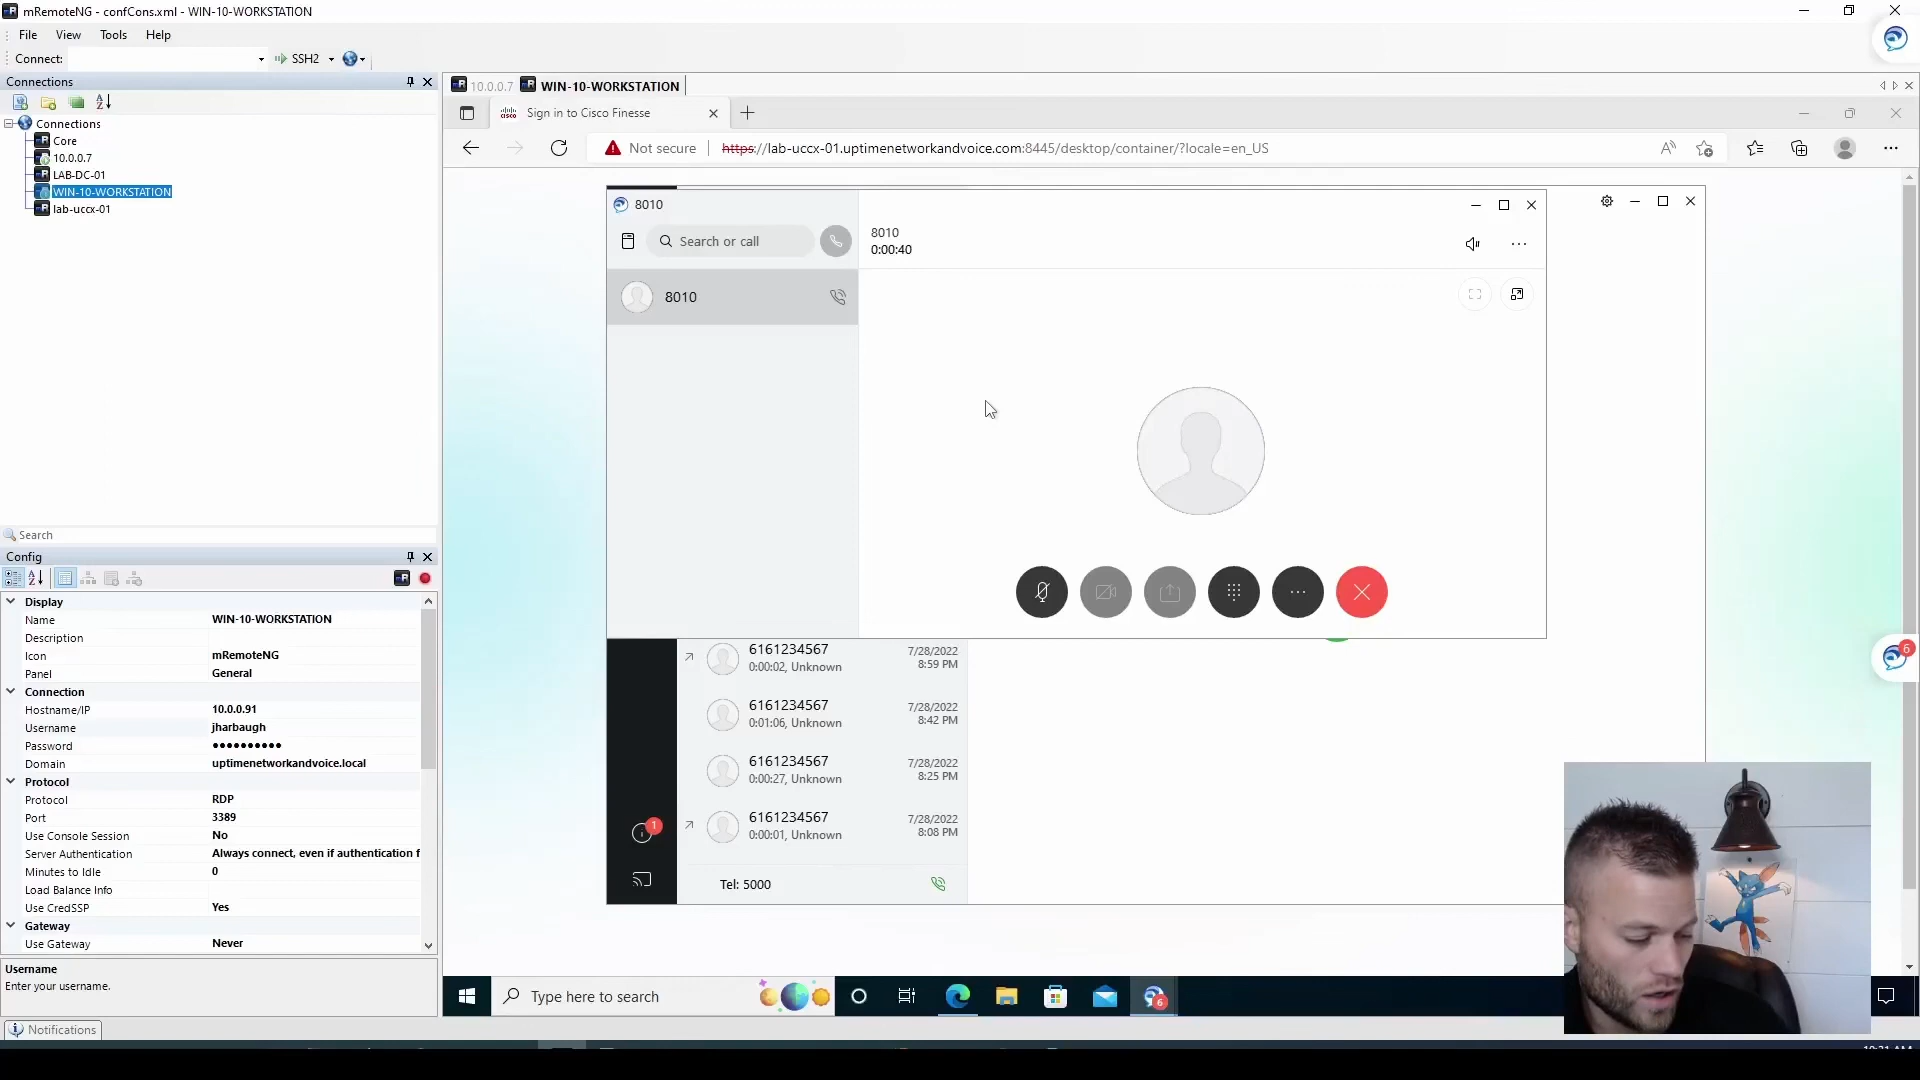 mRemoteNG - confCons.xml - WIN-10-WORKSTATION
File View Tools Help
Connect: SSH2
Connections
Connections
Core
10.0.0.7
LAB-DC-01
WIN-10-WORKSTATION
lab-uccx-01
Search
Config
Display
Name WIN-10-WORKSTATION
Description
Icon mRemoteNG
Panel General
Connection
Hostname/IP 10.0.0.91
Username jharbaugh
Password ●●●●●●●●●●
Domain uptimenetworkandvoice.local
Protocol
Protocol RDP
Port 3389
Use Console Session No
Server Authentication Always connect, even if authentication f
Minutes to Idle 0
Load Balance Info
Use CredSSP Yes
Gateway
Use Gateway Never
Username
Enter your username.
Notifications
10.0.0.7 WIN-10-WORKSTATION
Sign in to Cisco Finesse
Not secure https://lab-uccx-01.uptimenetworkandvoice.com:8445/desktop/container/?locale=en_US
8010
Search or call
8010
0:00:40
8010
6161234567 7/28/2022
0:00:02, Unknown 8:59 PM
6161234567 7/28/2022
0:01:06, Unknown 8:42 PM
6161234567 7/28/2022
0:00:27, Unknown 8:25 PM
6161234567 7/28/2022
0:00:01, Unknown 8:08 PM
1
Tel: 5000
6
Type here to search
6